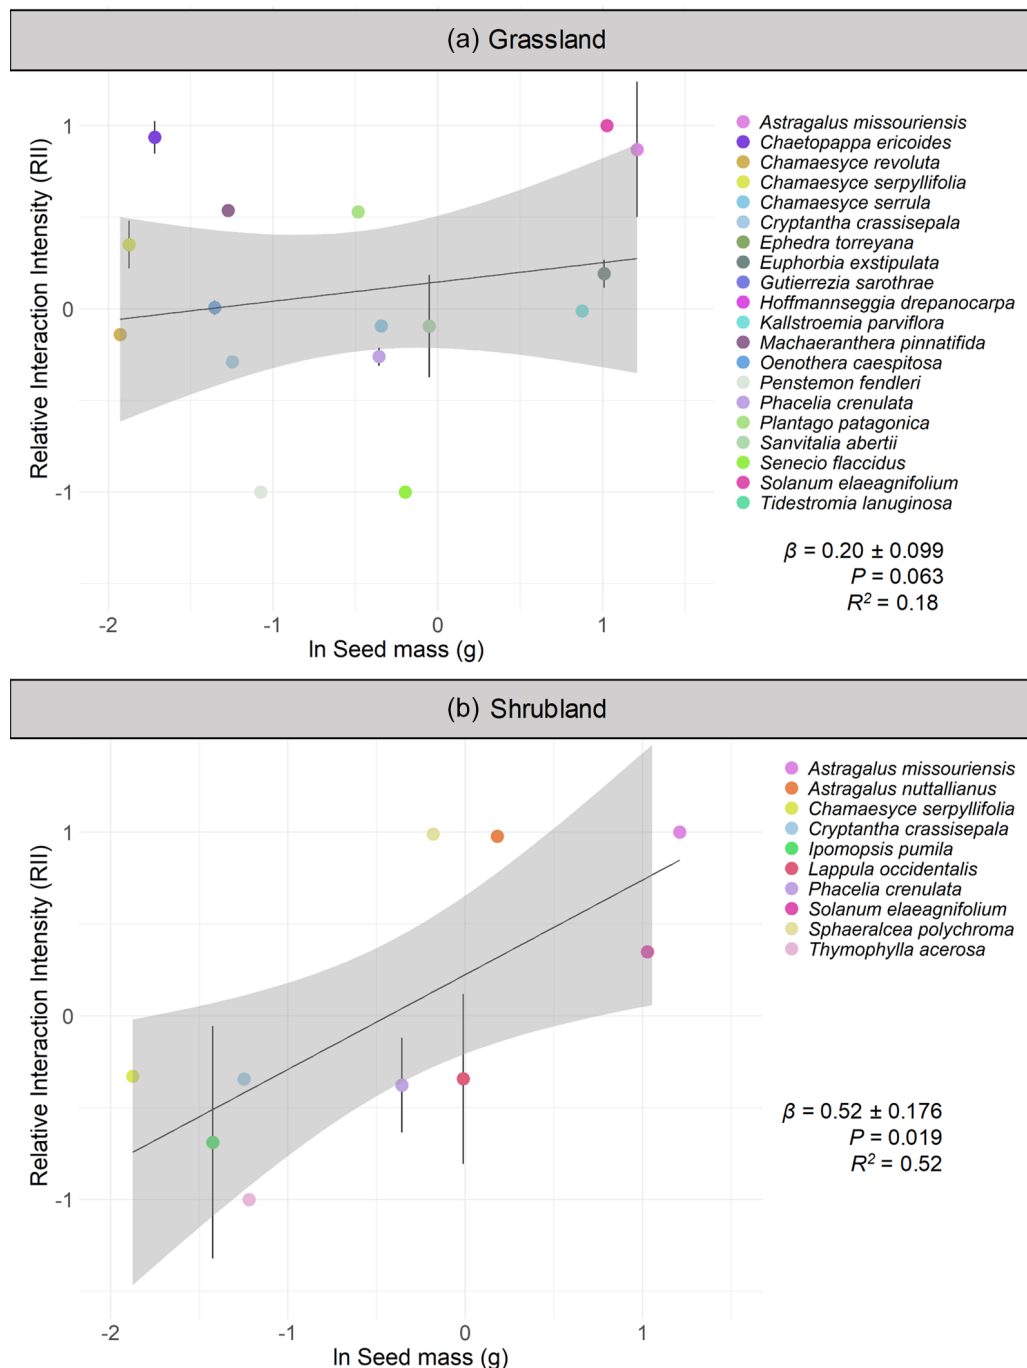 (a) Grassland
Relative Interaction Intensity (RII)
1
0
-1
-2
-1
0
1
ln Seed mass (g)
Astragalus missouriensis
Chaetopappa ericoides
Chamaesyce revoluta
Chamaesyce serpyllifolia
Chamaesyce serrula
Cryptantha crassisepala
Ephedra torreyana
Euphorbia exstipulata
Gutierrezia sarothrae
Hoffmannseggia drepanocarpa
Kallstroemia parviflora
Machaeranthera pinnatifida
Oenothera caespitosa
Penstemon fendleri
Phacelia crenulata
Plantago patagonica
Sanvitalia abertii
Senecio flaccidus
Solanum elaeagnifolium
Tidestromia lanuginosa
β = 0.20 ± 0.099
P = 0.063
R² = 0.18
(b) Shrubland
Relative Interaction Intensity (RII)
1
0
-1
-2
-1
0
1
ln Seed mass (g)
Astragalus missouriensis
Astragalus nuttallianus
Chamaesyce serpyllifolia
Cryptantha crassisepala
Ipomopsis pumila
Lappula occidentalis
Phacelia crenulata
Solanum elaeagnifolium
Sphaeralcea polychroma
Thymophylla acerosa
β = 0.52 ± 0.176
P = 0.019
R² = 0.52